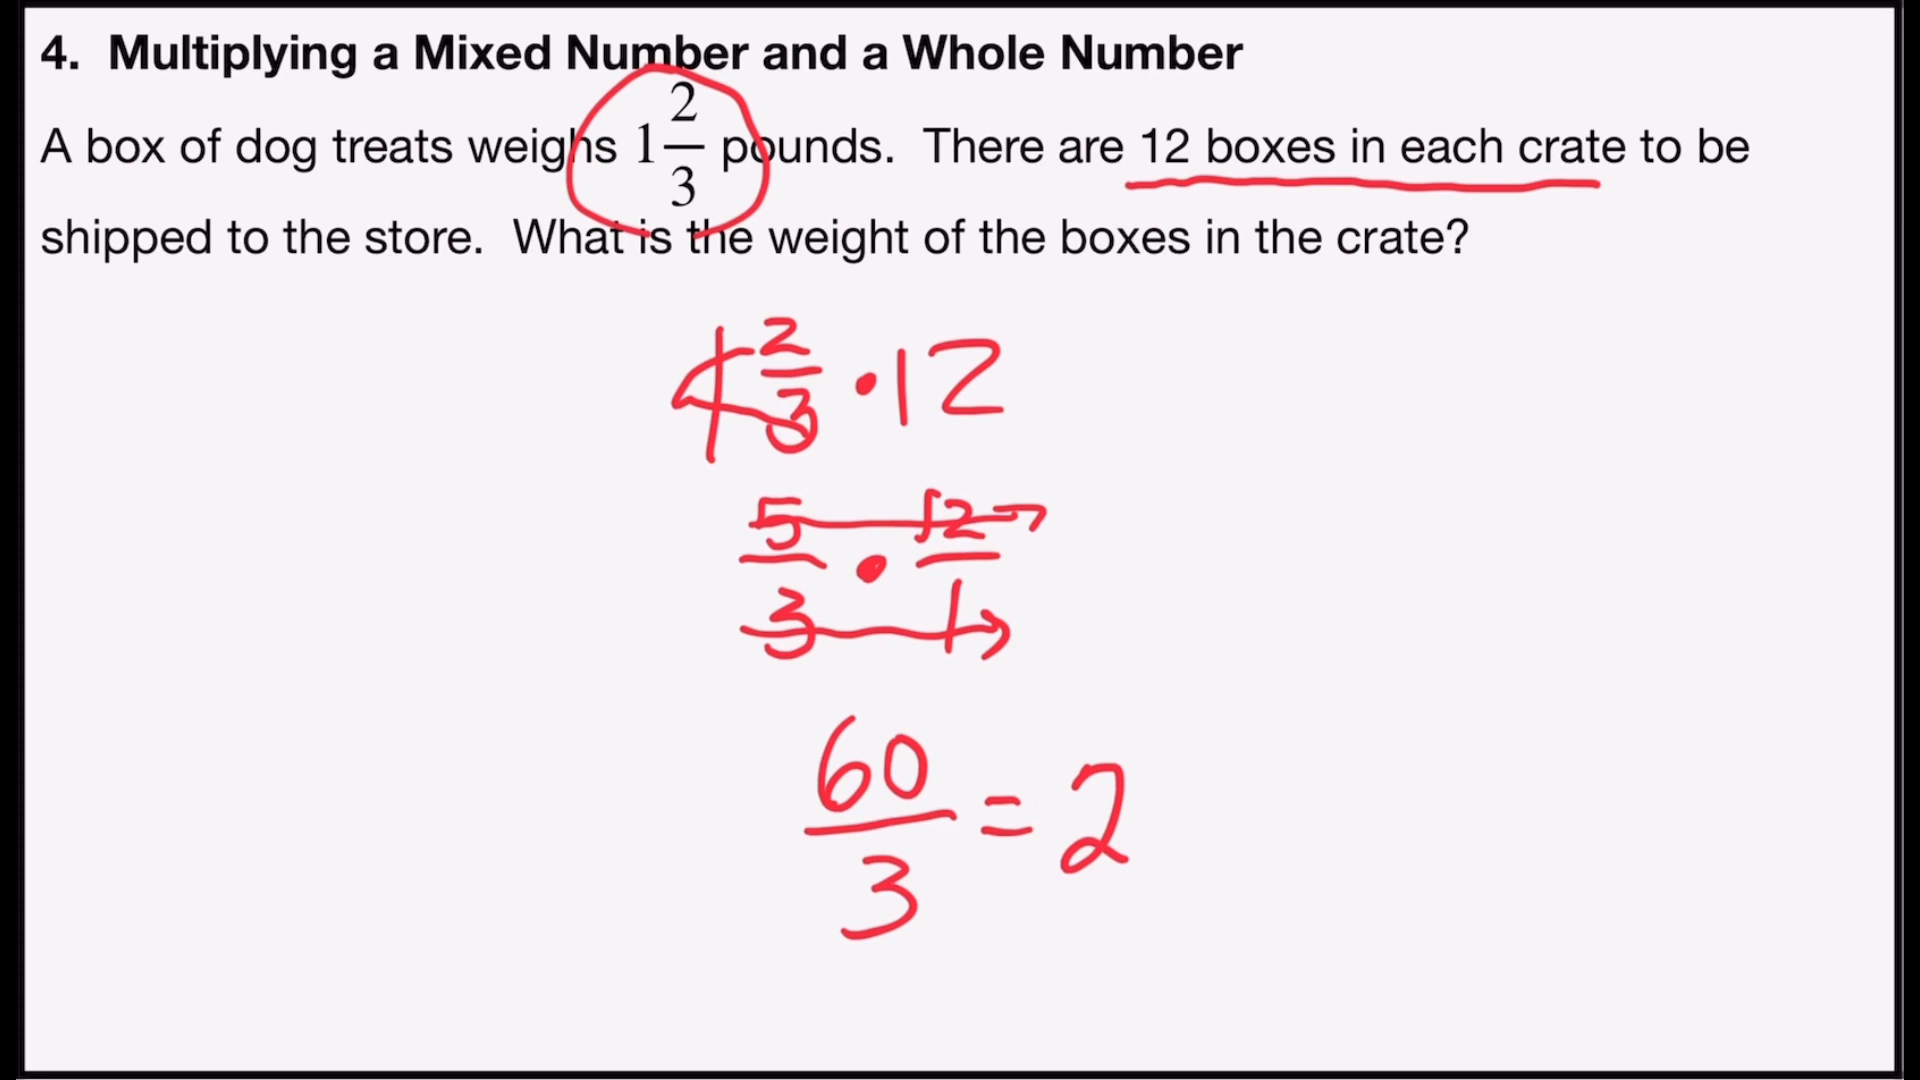 4. Multiplying a Mixed Number and a Whole Number
A box of dog treats weighs 1 2/3 pounds. There are 12 boxes in each crate to be
shipped to the store. What is the weight of the boxes in the crate?
1 2/3 · 12
5/3 · 12/1
60/3 = 2